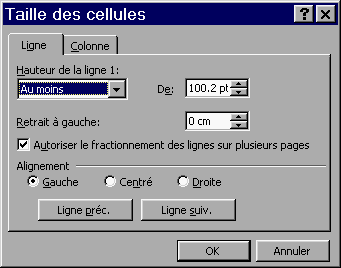 Taille des cellules
Ligne Colonne
Hauteur de la ligne 1:
Au moins De: 100.2 pt
Retrait à gauche: 0 cm
Autoriser le fractionnement des lignes sur plusieurs pages
Alignement
Gauche Centré Droite
Ligne préc. Ligne suiv.
OK Annuler